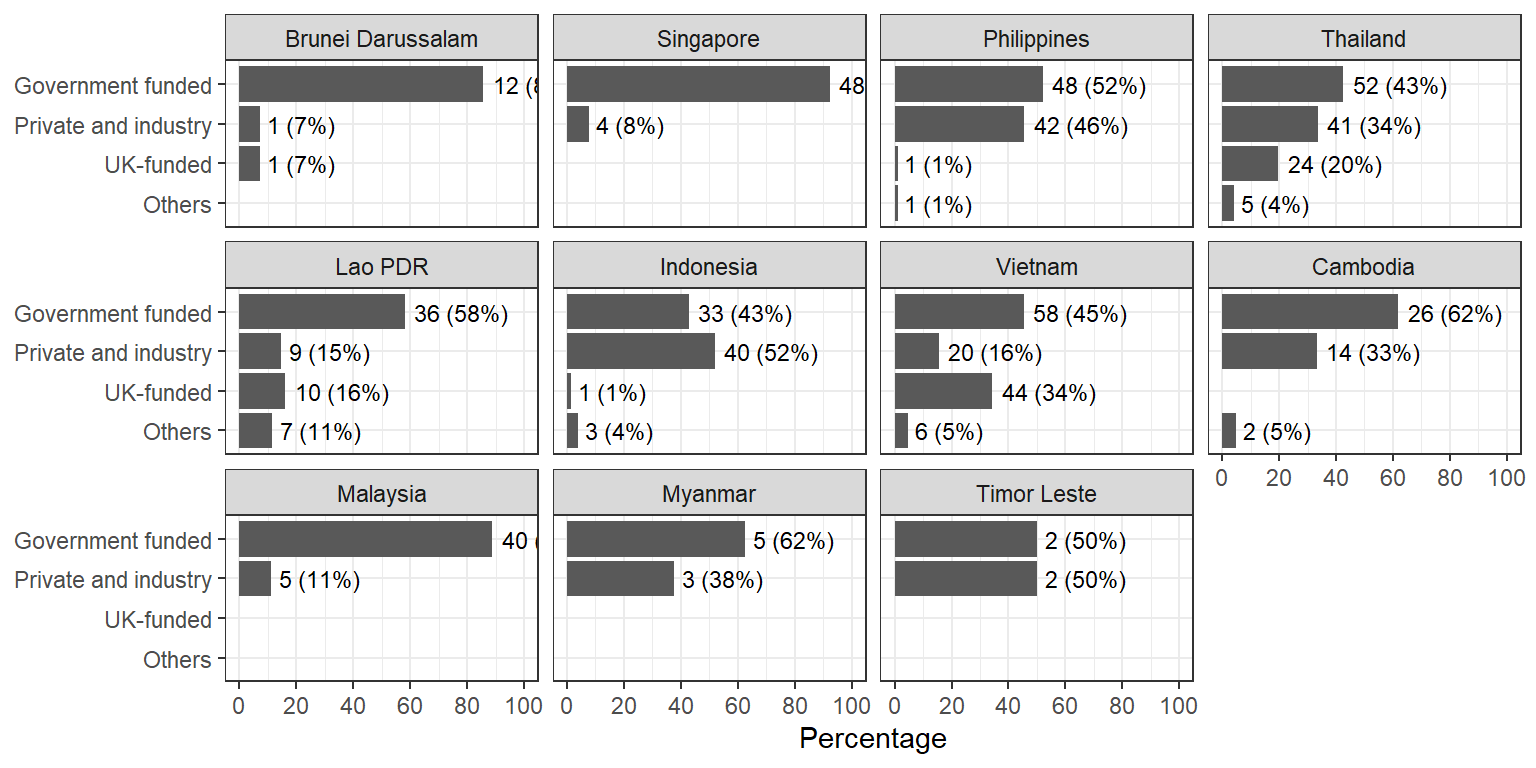 Brunei Darussalam Singapore Philippines Thailand
Government funded 12 (8 48 48 (52%) 52 (43%)
Private and industry 1 (7%) 4 (8%) 42 (46%) 41 (34%)
UK-funded 1 (7%) 1 (1%) 24 (20%)
Others 1 (1%) 5 (4%)
Lao PDR Indonesia Vietnam Cambodia
Government funded 36 (58%) 33 (43%) 58 (45%) 26 (62%)
Private and industry 9 (15%) 40 (52%) 20 (16%) 14 (33%)
UK-funded 10 (16%) 1 (1%) 44 (34%)
Others 7 (11%) 3 (4%) 6 (5%) 2 (5%)
0 20 40 60 80 100
Malaysia Myanmar Timor Leste
Government funded 40 ( 5 (62%) 2 (50%)
Private and industry 5 (11%) 3 (38%) 2 (50%)
UK-funded
Others
0 20 40 60 80 100 0 20 40 60 80 100 0 20 40 60 80 100
Percentage